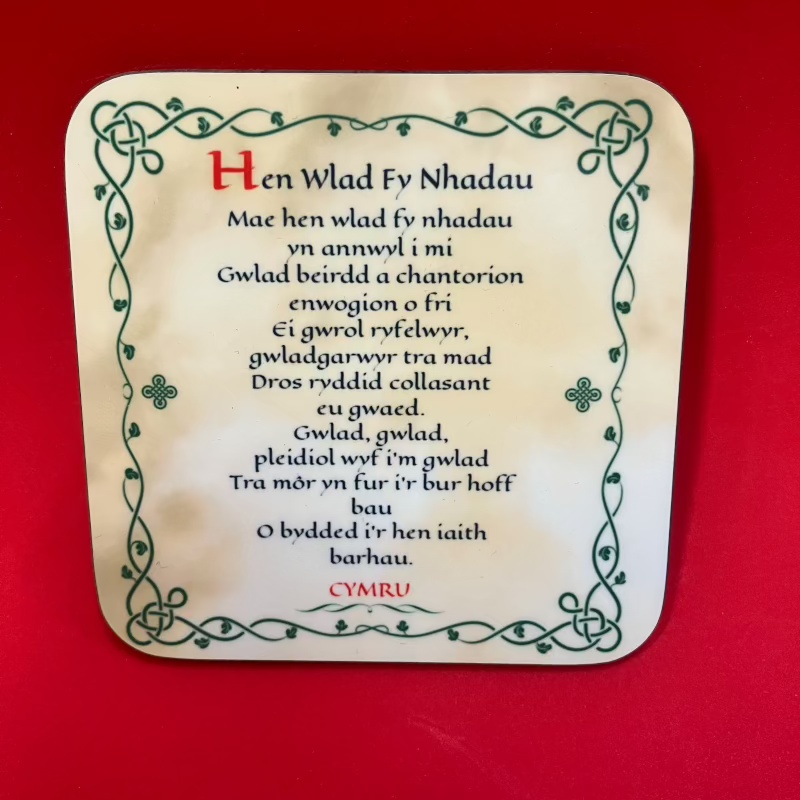 Hen Wlad Fy Nhadau
Mae hen wlad fy nhadau
yn annwyl i mi
Gwlad beirdd a chantorion
enwogion o fri
Ei gwrol ryfelwyr,
gwladgarwyr tra mad
Dros ryddid collasant
eu gwaed.
Gwlad, gwlad,
pleidiol wyf i'm gwlad
Tra môr yn fur i'r bur hoff
bau
O bydded i'r hen iaith
barhau.
CYMRU